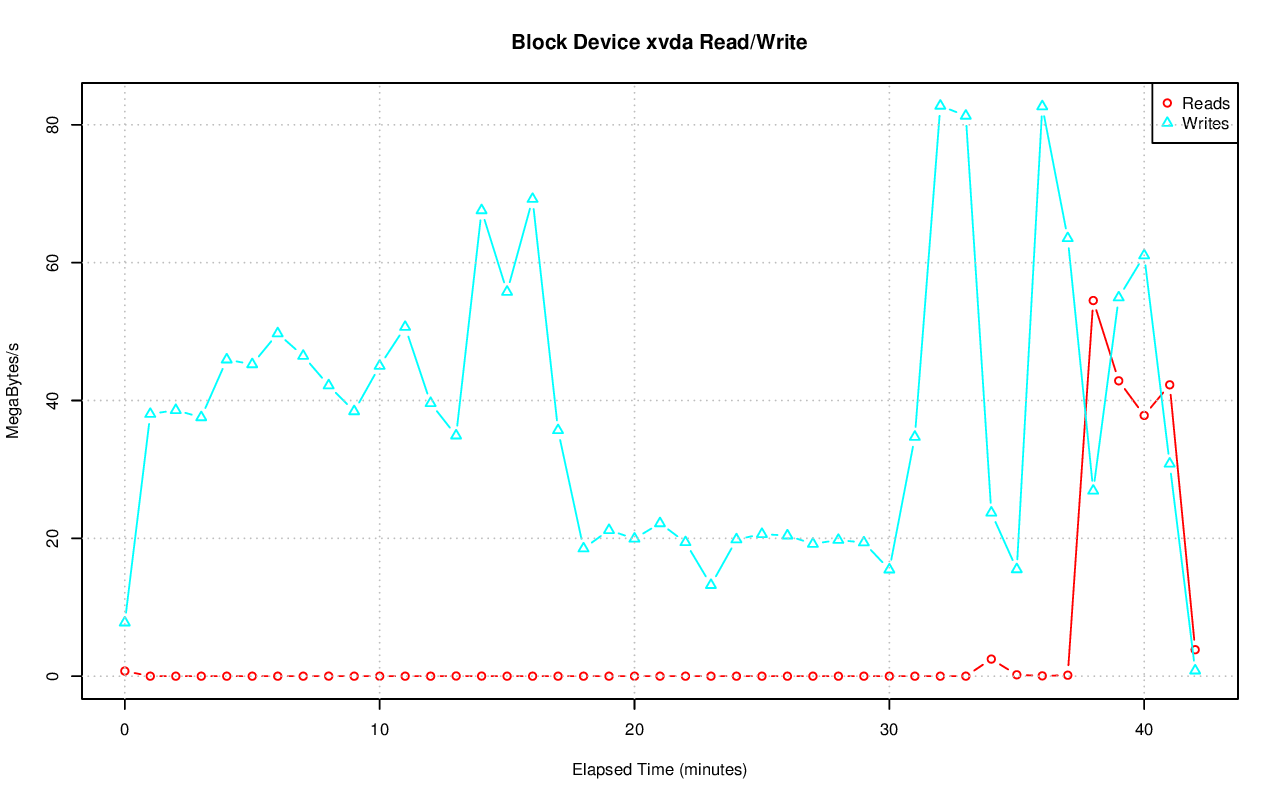 Block Device xvda Read/Write
Reads
Writes
80
60
40
20
0
MegaBytes/s
0 10 20 30 40
Elapsed Time (minutes)